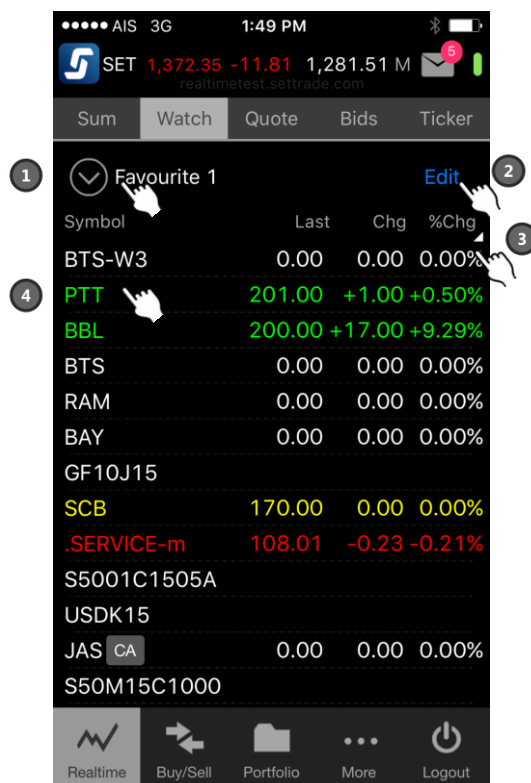 AIS 3G 1:49 PM
SET 1,372.35 -11.81 1,281.51 M 5
realtimetest.settrade.com
Sum Watch Quote Bids Ticker
1 Favourite 1 Edit 2
Symbol Last Chg %Chg 3
BTS-W3 0.00 0.00 0.00%
4 PTT 201.00 +1.00 +0.50%
BBL 200.00 +17.00 +9.29%
BTS 0.00 0.00 0.00%
RAM 0.00 0.00 0.00%
BAY 0.00 0.00 0.00%
GF10J15
SCB 170.00 0.00 0.00%
.SERVICE-m 108.01 -0.23 -0.21%
S5001C1505A
USDK15
JAS CA 0.00 0.00 0.00%
S50M15C1000
Realtime Buy/Sell Portfolio More Logout